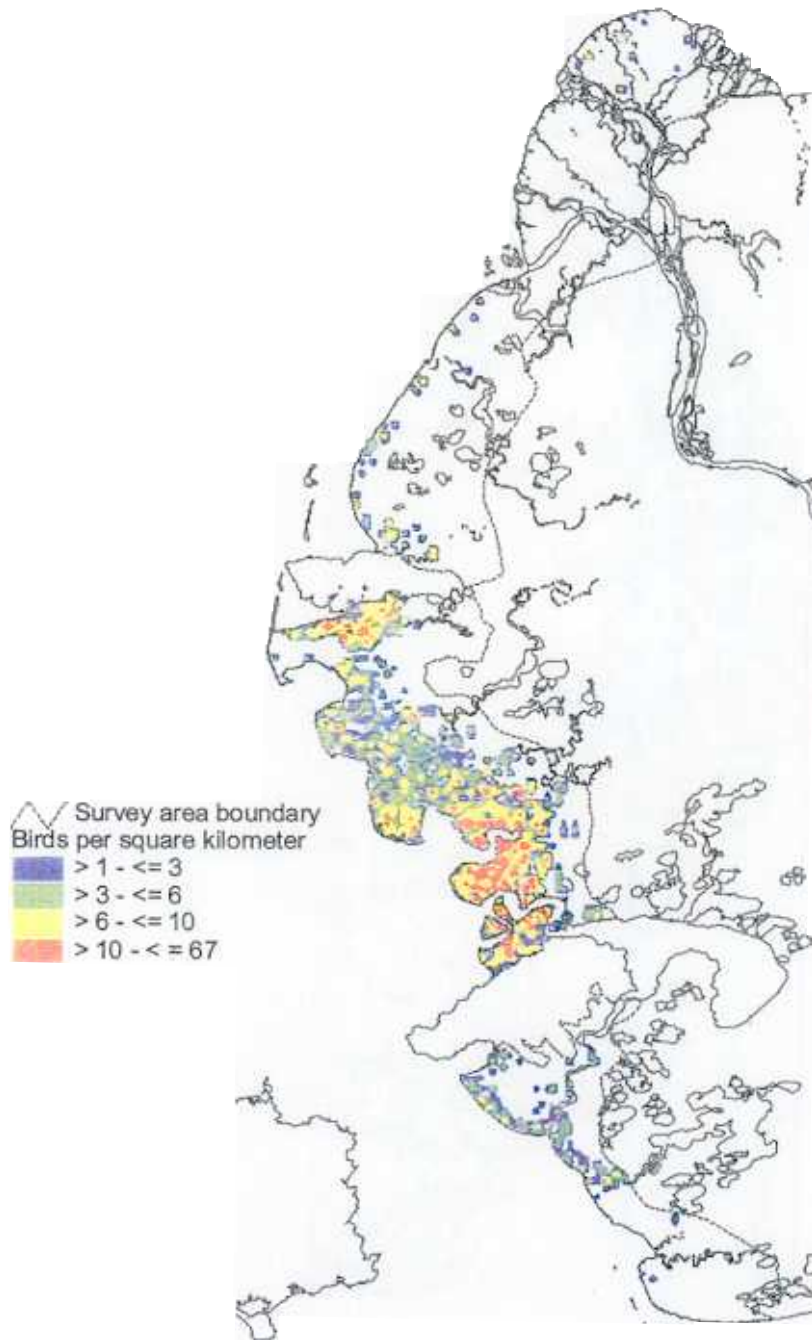 Survey area boundary
Birds per square kilometer
> 1 - <= 3
> 3 - <= 6
> 6 - <= 10
> 10 - < = 67